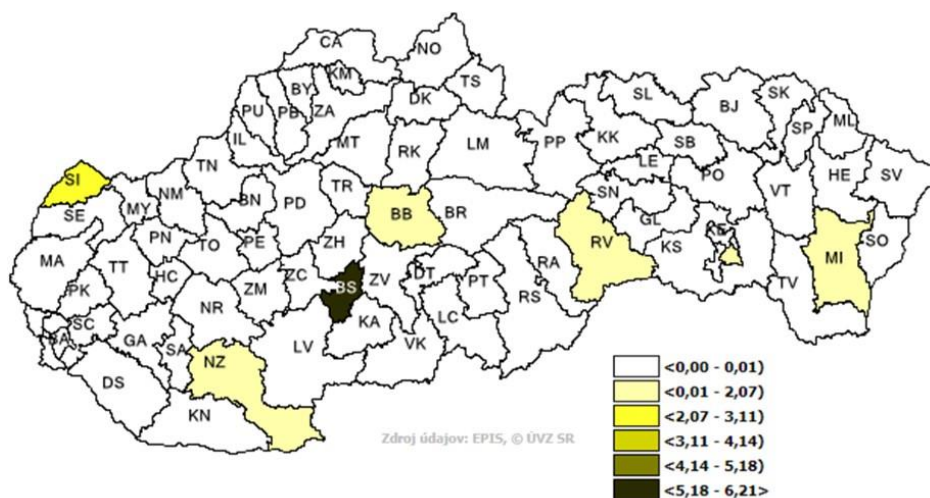 CA
NO
KM
TS
BY
PU
PB
ZA
DK
SL
BJ
SK
IL
MT
RK
LM
PP
KK
SB
SP
ML
TN
LE
PO
HE
SV
SI
NM
BN
PD
TR
SN
VT
SE
MY
BB
BR
GL
KE
PN
TO
PE
ZH
RV
KS
SO
MA
TT
MI
PK
HC
ZM
ZC
BS
ZV
DT
PT
RA
TV
NR
RS
SC
BA
GA
SA
LV
KA
LC
VK
DS
NZ
KN
<0,00 - 0,01)
<0,01 - 2,07)
<2,07 - 3,11)
<3,11 - 4,14)
<4,14 - 5,18)
<5,18 - 6,21>
Zdroj údajov: EPIS, © ÚVZ SR